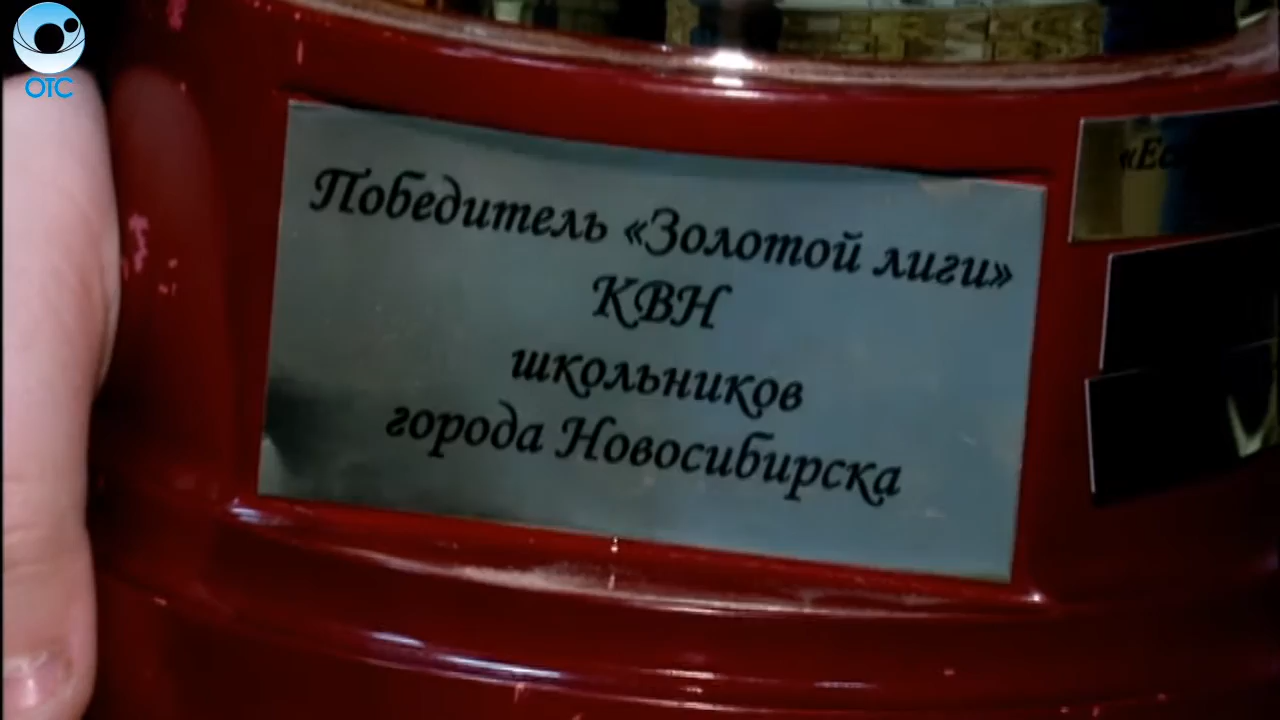 ОТС
Победитель «Золотой лиги»
КВН
школьников
города Новосибирска